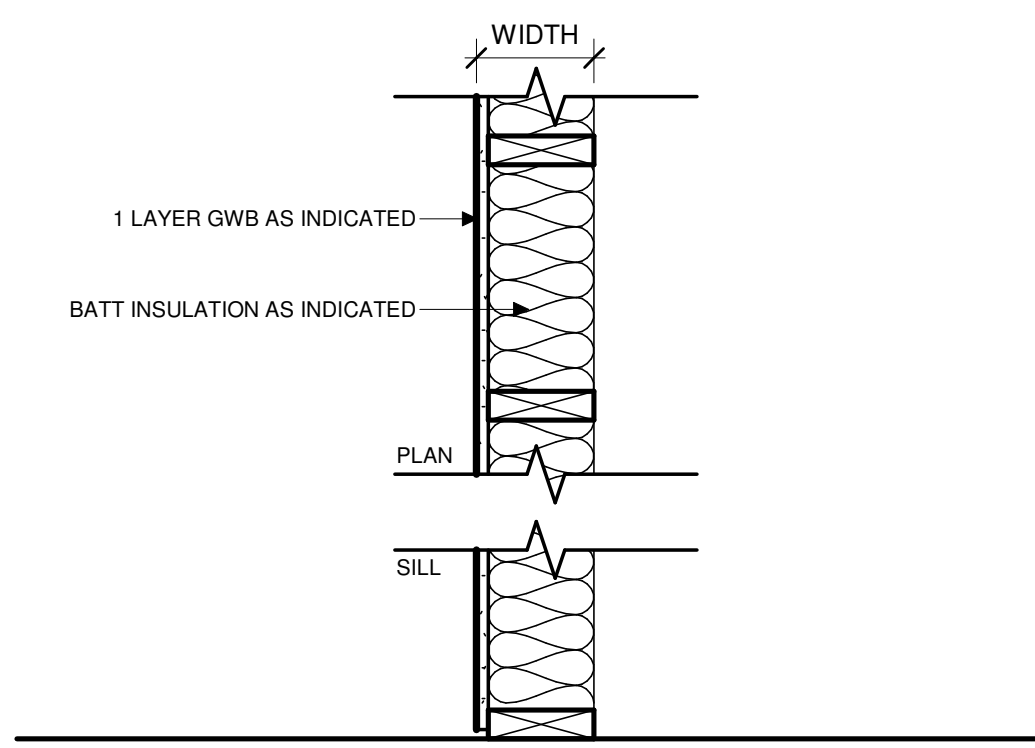 WIDTH
1 LAYER GWB AS INDICATED
BATT INSULATION AS INDICATED
PLAN
SILL